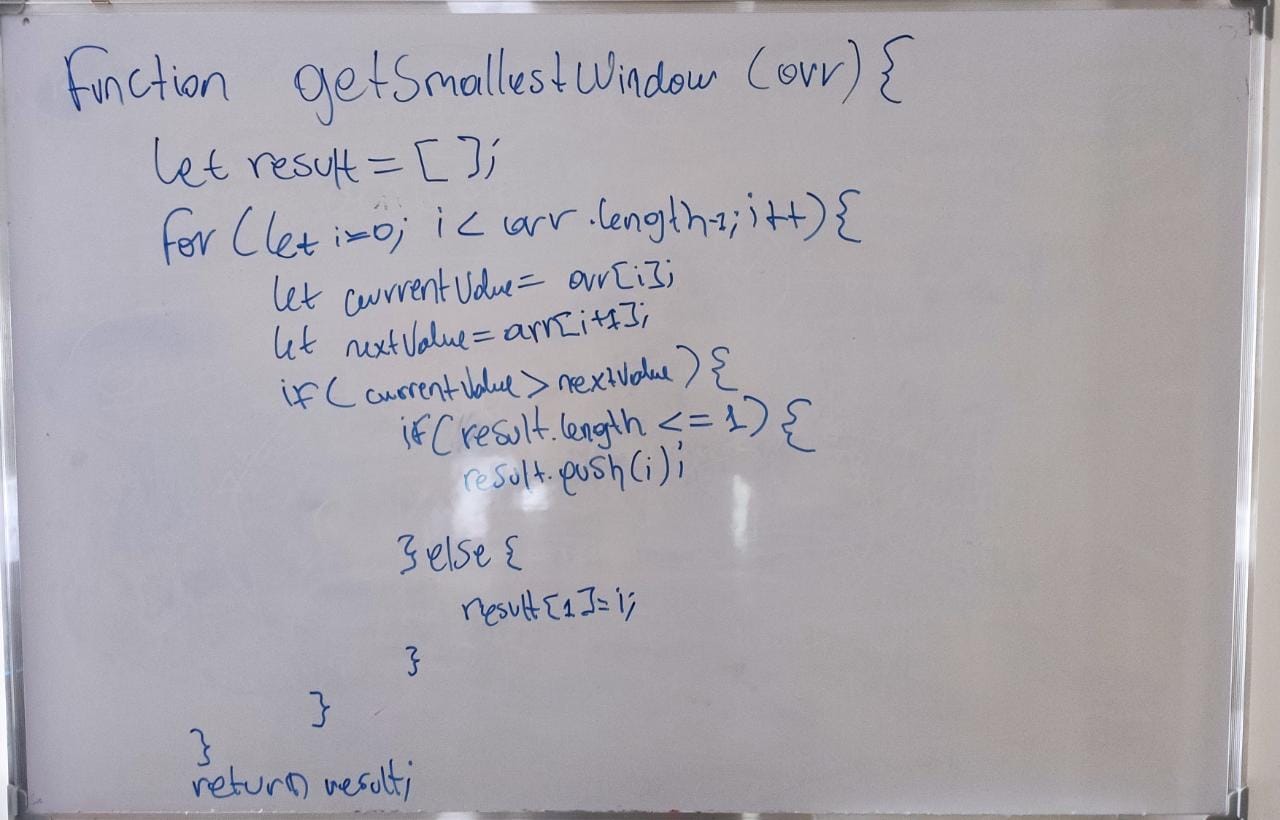 Function getSmallestWindow (arr) {
let result = [];
for (let i=0; i < arr.length-1; i++) {
let currentValue = arr[i];
let nextValue = arr[i+1];
if ( currentValue > nextValue ) {
if ( result.length <= 1) {
result.push(i);
} else {
result[1]=i;
}
}
}
return result;